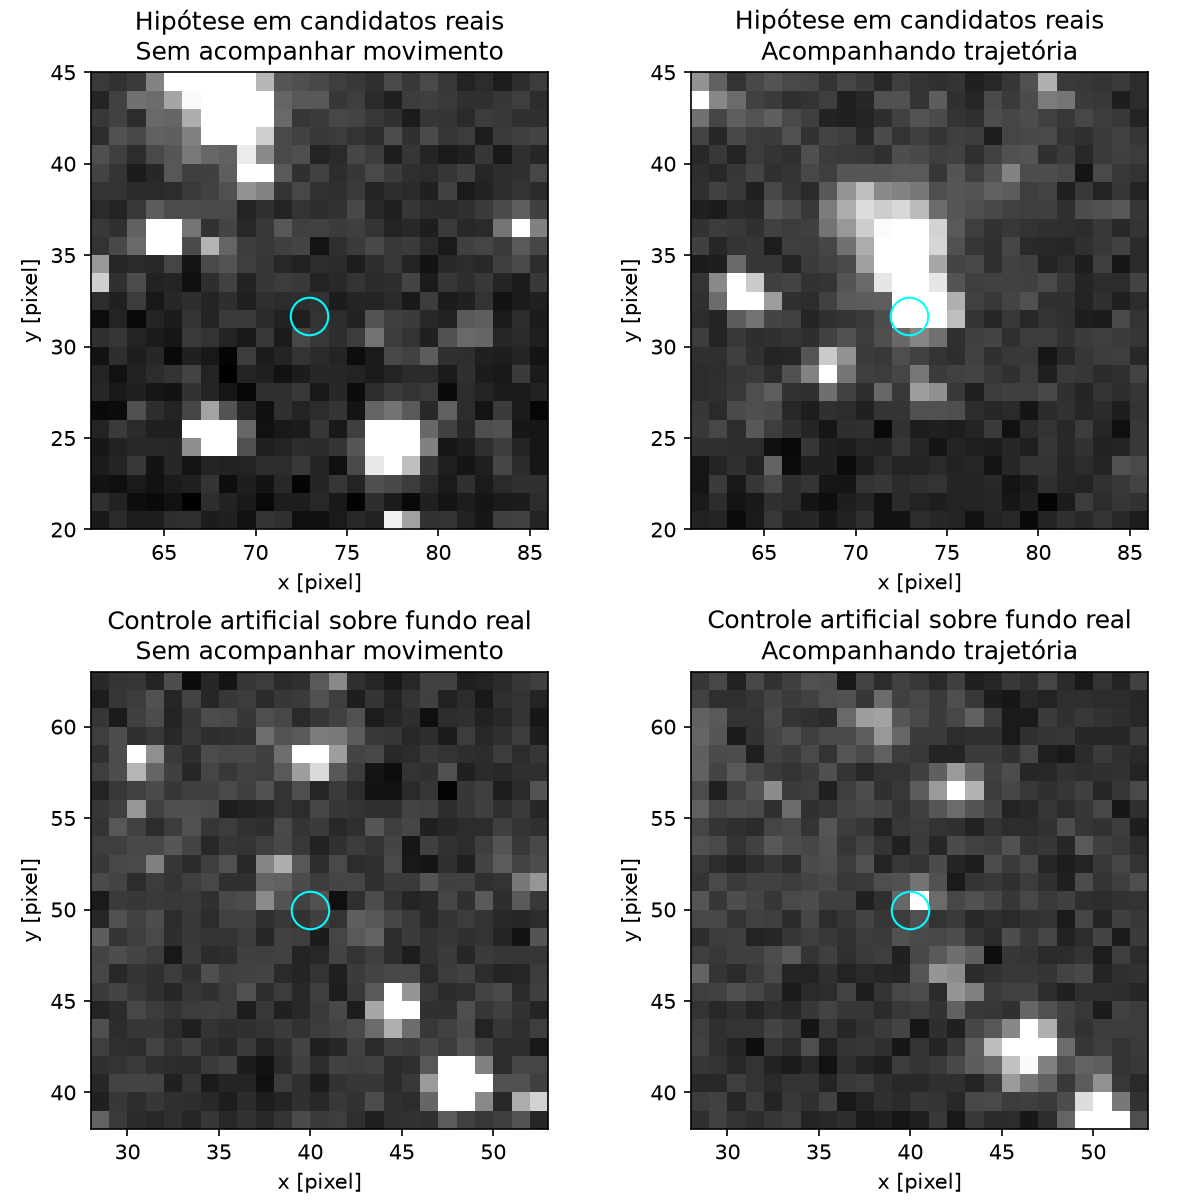 Hipótese em candidatos reais
Sem acompanhar movimento
45
40
35
30
25
20
y [pixel]
65 70 75 80 85
x [pixel]
Hipótese em candidatos reais
Acompanhando trajetória
45
40
35
30
25
20
y [pixel]
65 70 75 80 85
x [pixel]
Controle artificial sobre fundo real
Sem acompanhar movimento
60
55
50
45
40
y [pixel]
30 35 40 45 50
x [pixel]
Controle artificial sobre fundo real
Acompanhando trajetória
60
55
50
45
40
y [pixel]
30 35 40 45 50
x [pixel]